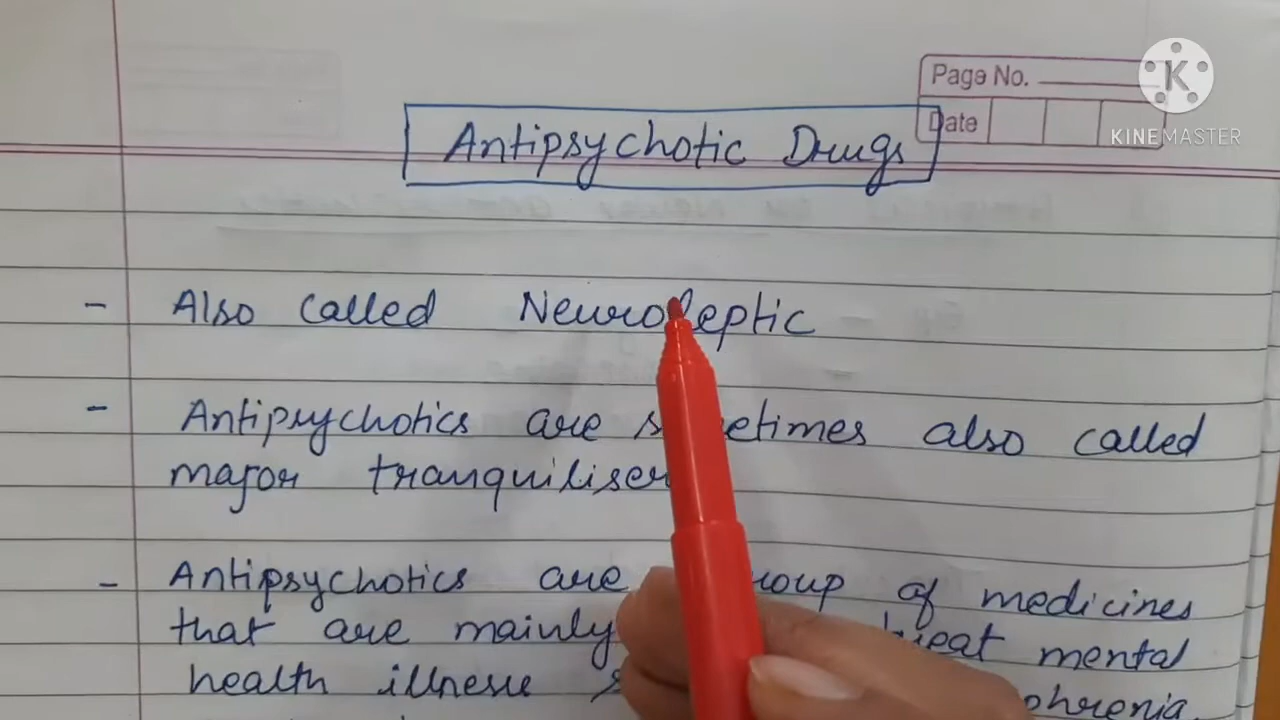 Page No.
Date
KINEMASTER
Antipsychotic Drugs
- Also called Neuroleptic
- Antipsychotics are sometimes also called
major tranquiliser
- Antipsychotics are group of medicines
that are mainly treat mental
health illness